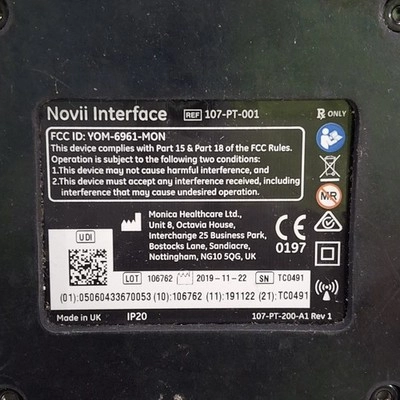 Novii Interface REF 107-PT-001 Rx ONLY
FCC ID: YOM-6961-MON
This device complies with Part 15 & Part 18 of the FCC Rules.
Operation is subject to the following two conditions:
1.This device may not cause harmful interference, and
2.This device must accept any interference received, including
interference that may cause undesired operation.
MR
Monica Healthcare Ltd.,
Unit 8, Octavia House,
Interchange 25 Business Park,
Bostocks Lane, Sandiacre,
Nottingham, NG10 5QG, UK
CE
0197
UDI
LOT 106762 2019-11-22 SN TC0491
(01):05060433670053 (10):106762 (11):191122 (21):TC0491
Made in UK IP20 107-PT-200-A1 Rev 1